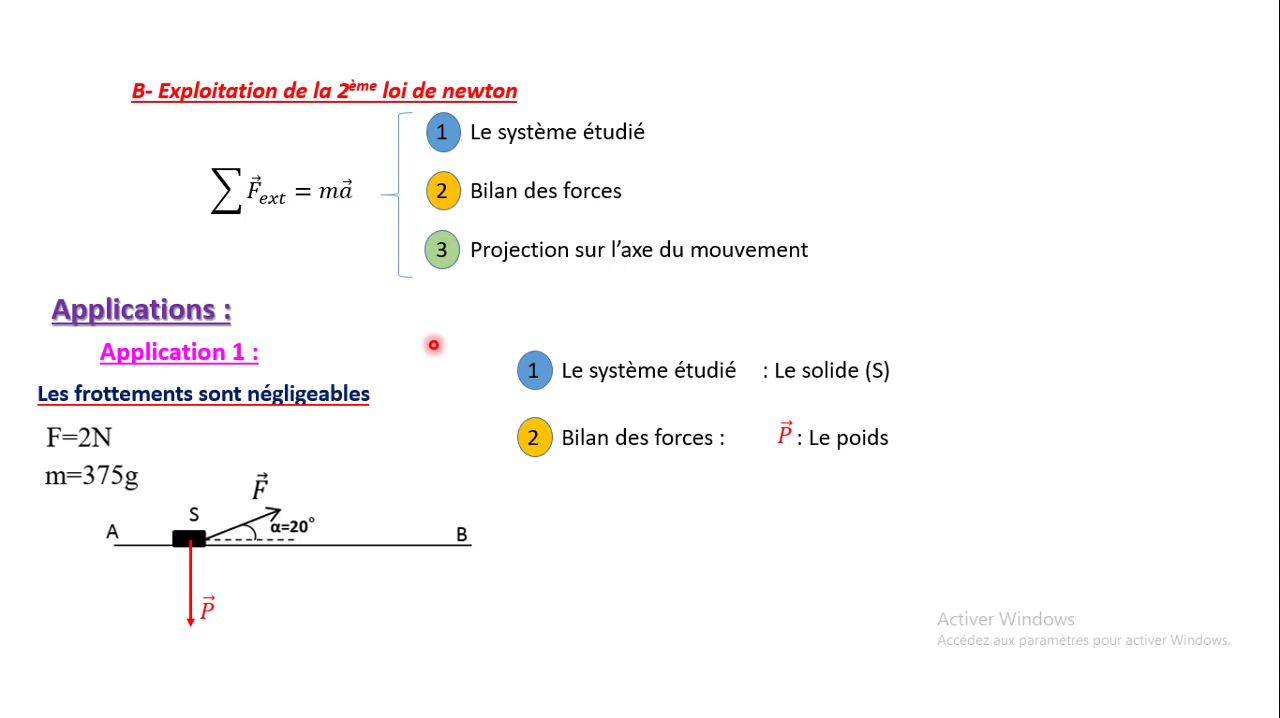 B- Exploitation de la 2ème loi de newton
1 Le système étudié
∑ F⃗ext = ma⃗
2 Bilan des forces
3 Projection sur l'axe du mouvement
Applications :
Application 1 :
1 Le système étudié : Le solide (S)
Les frottements sont négligeables
F=2N
2 Bilan des forces : P⃗ : Le poids
m=375g
F⃗
S
α=20°
A
B
P⃗
Activer Windows
Accédez aux paramètres pour activer Windows.